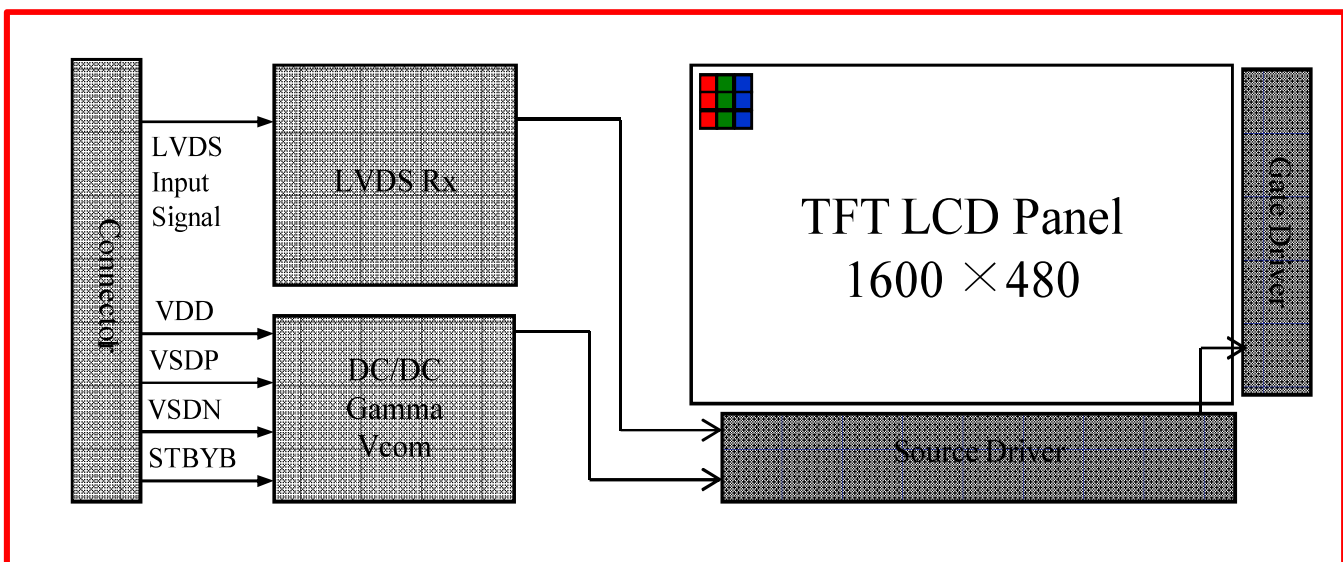 Connector
LVDS
Input
Signal
VDD
VSDP
VSDN
STBYB
LVDS Rx
DC/DC
Gamma
Vcom
TFT LCD Panel
1600 ×480
Source Driver
Gate Driver